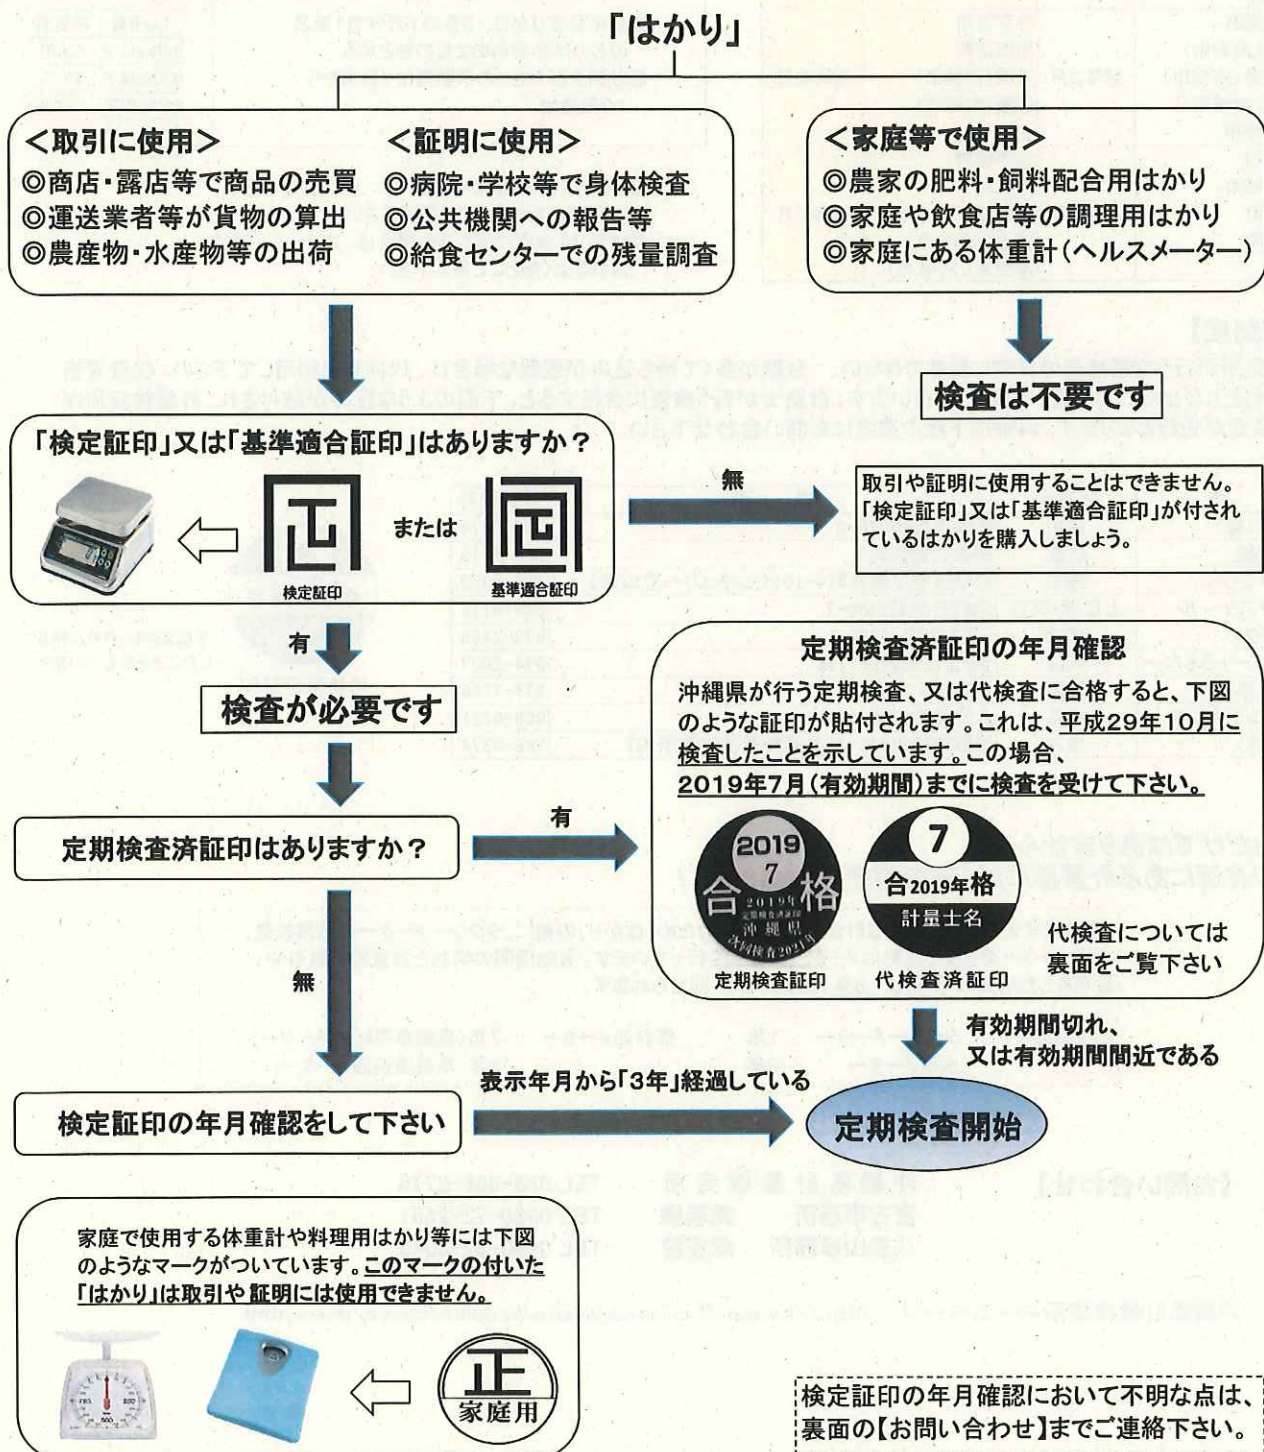 「はかり」
＜取引に使用＞
◎商店・露店等で商品の売買
◎運送業者等が貨物の算出
◎農産物・水産物等の出荷
＜証明に使用＞
◎病院・学校等で身体検査
◎公共機関への報告等
◎給食センターでの残量調査
＜家庭等で使用＞
◎農家の肥料・飼料配合用はかり
◎家庭や飲食店等の調理用はかり
◎家庭にある体重計(ヘルスメーター)
検査は不要です
「検定証印」又は「基準適合証印」はありますか？
検定証印
または
基準適合証印
無
取引や証明に使用することはできません。
「検定証印」又は「基準適合証印」が付され
ているはかりを購入しましょう。
有
検査が必要です
定期検査済証印の年月確認
沖縄県が行う定期検査、又は代検査に合格すると、下図
のような証印が貼付されます。これは、平成29年10月に
検査したことを示しています。この場合、
2019年7月(有効期間)までに検査を受けて下さい。
2019
7
合 格
2019年
定期検査済証印
沖縄県
次回検査2021年
定期検査証印
7
合2019年格
計量士名
代検査済証印
代検査については
裏面をご覧下さい
定期検査済証印はありますか？
有
無
有効期間切れ、
又は有効期間間近である
検定証印の年月確認をして下さい
表示年月から「3年」経過している
定期検査開始
家庭で使用する体重計や料理用はかり等には下図
のようなマークがついています。このマークの付いた
「はかり」は取引や証明には使用できません。
正
家庭用
検定証印の年月確認において不明な点は、
裏面の【お問い合わせ】までご連絡下さい。